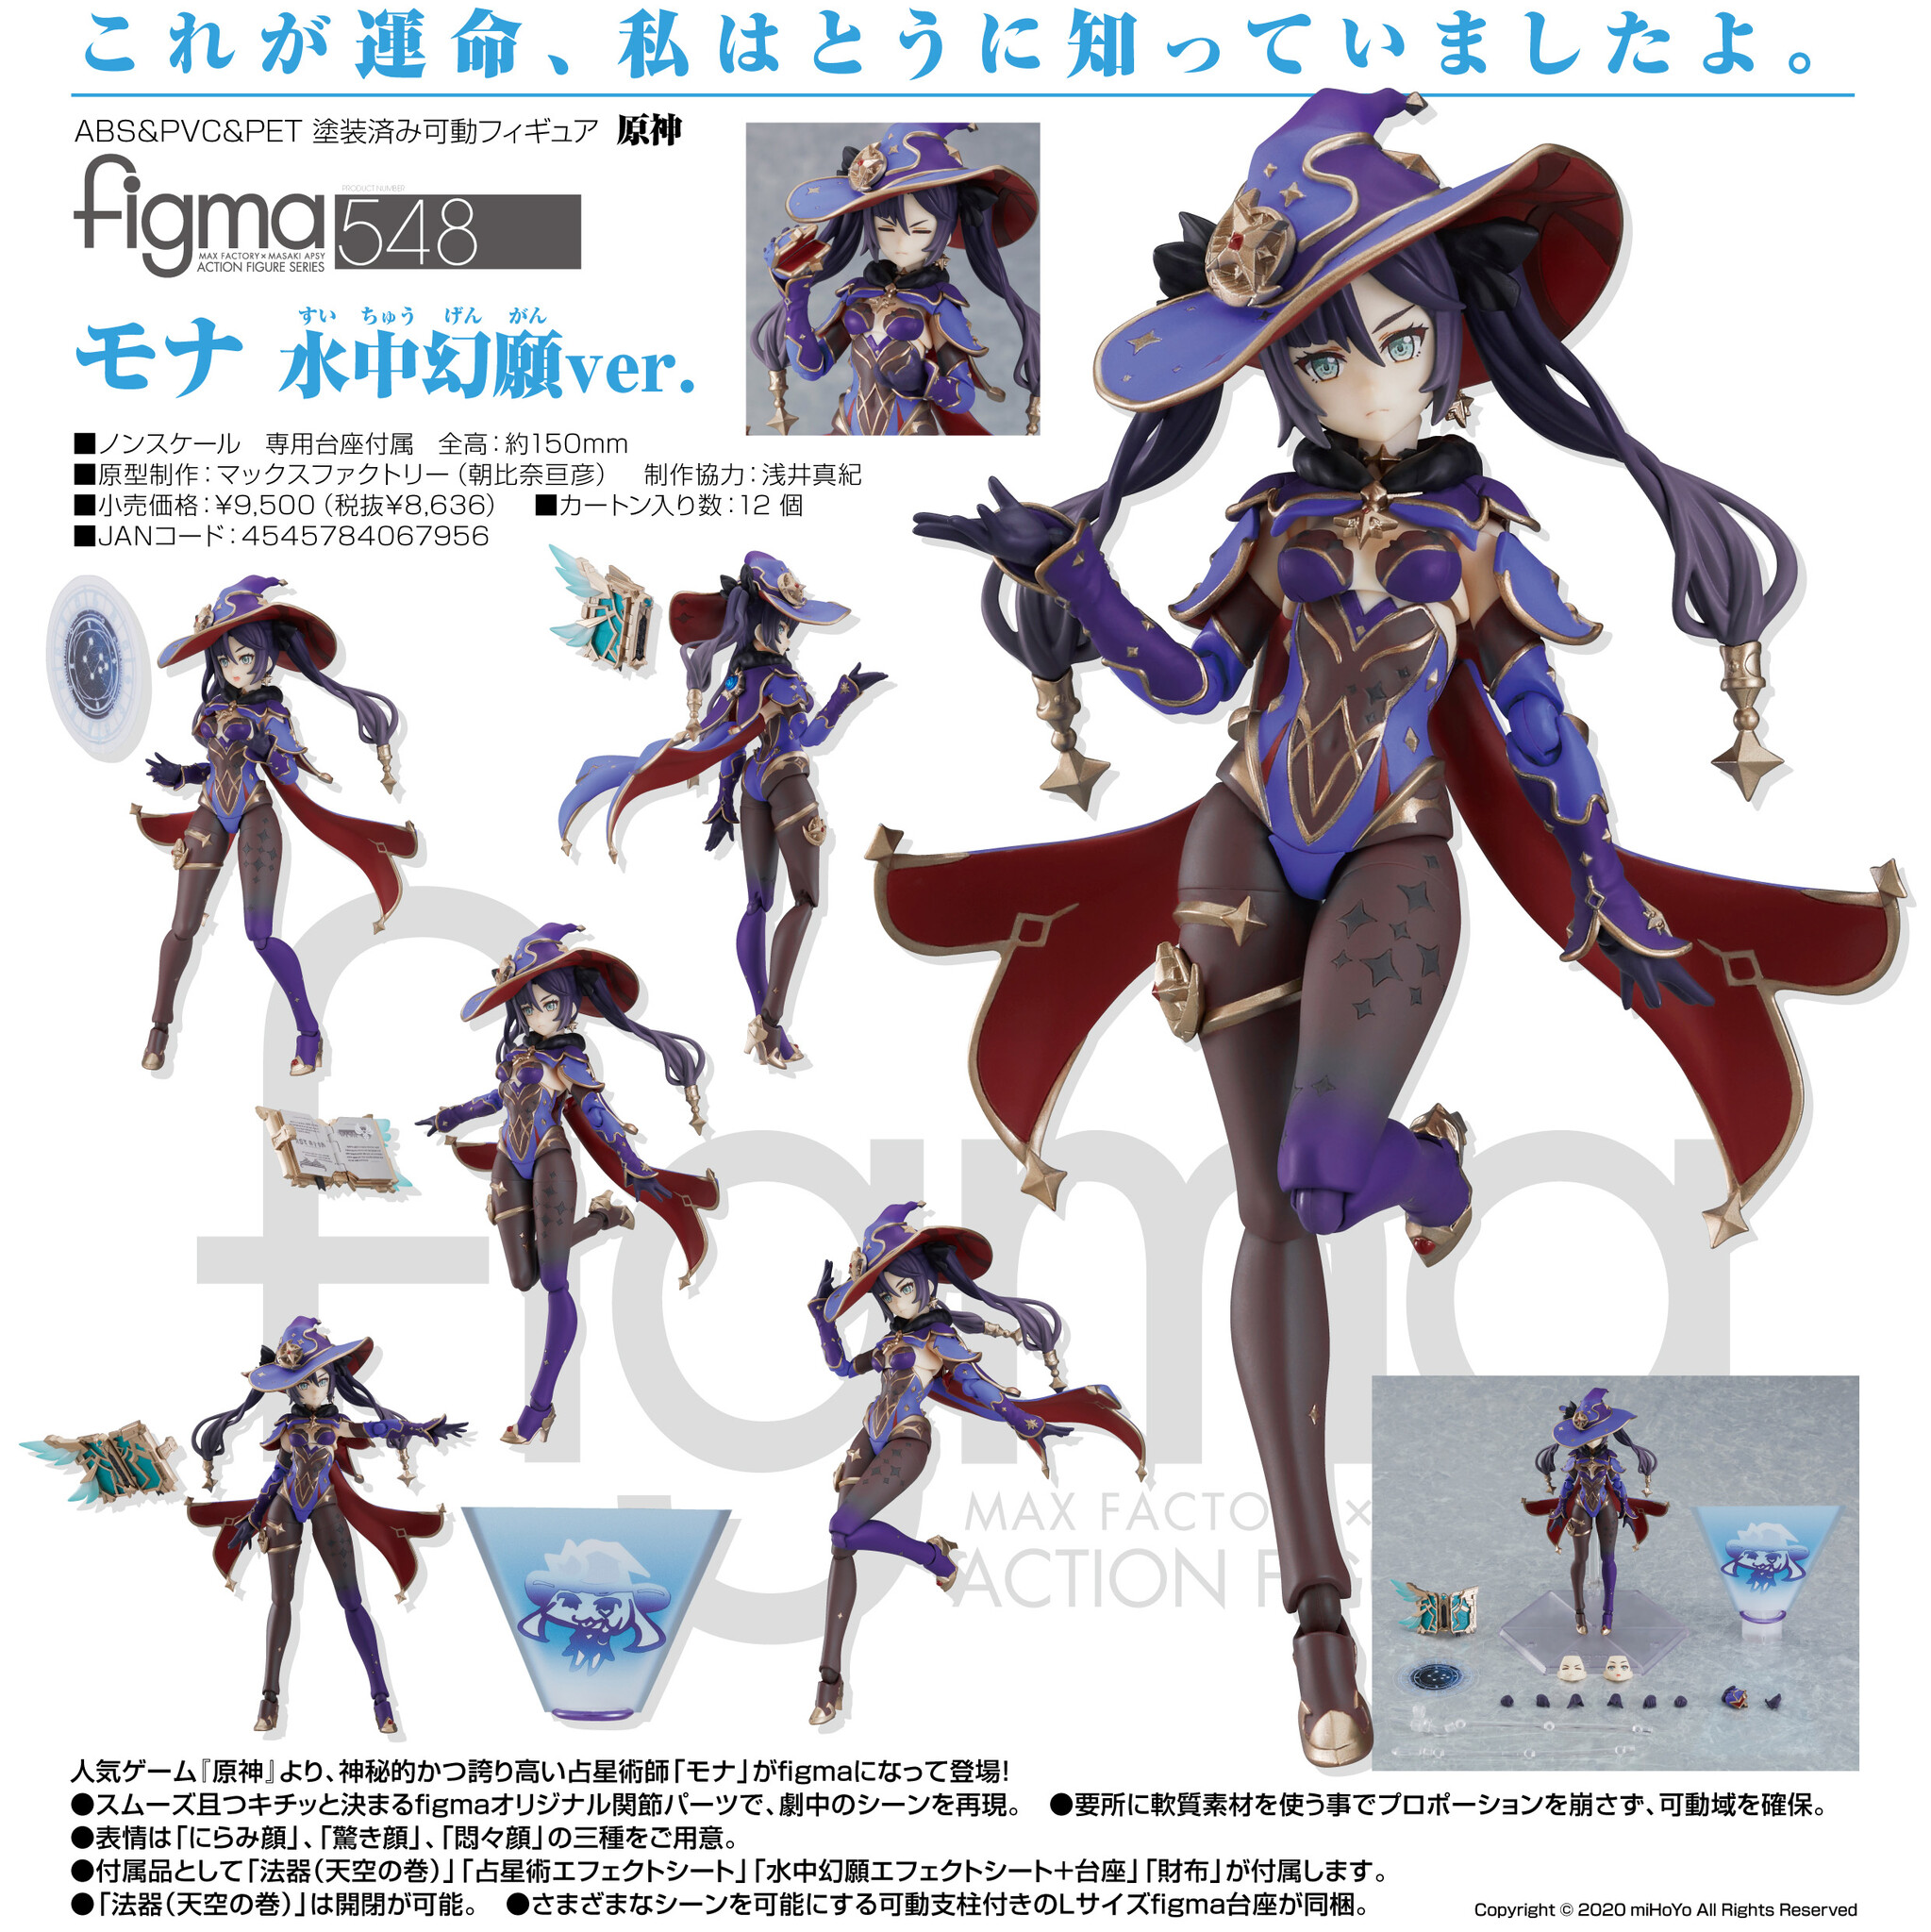 これが運命、私はとうに知っていましたよ。
ABS&PVC&PET 塗装済み可動フィギュア 原神
figma
PRODUCT NUMBER
548
MAX FACTORY×MASAKI APSY
ACTION FIGURE SERIES
すい ちゅう げん がん
モナ 水中幻願ver.
■ノンスケール 専用台座付属 全高：約150mm
■原型制作：マックスファクトリー（朝比奈亘彦） 制作協力：浅井真紀
■小売価格：¥9,500（税抜¥8,636） ■カートン入り数：12 個
■JANコード：4545784067956
figma
MAX FACTORY×
ACTION FIG
人気ゲーム『原神』より、神秘的かつ誇り高い占星術師「モナ」がfigmaになって登場!
●スムーズ且つキチッと決まるfigmaオリジナル関節パーツで、劇中のシーンを再現。 ●要所に軟質素材を使う事でプロポーションを崩さず、可動域を確保。
●表情は「にらみ顔」、「驚き顔」、「悶々顔」の三種をご用意。
●付属品として「法器（天空の巻）」「占星術エフェクトシート」「水中幻願エフェクトシート＋台座」「財布」が付属します。
●「法器（天空の巻）」は開閉が可能。 ●さまざまなシーンを可能にする可動支柱付きのLサイズfigma台座が同梱。
Copyright © 2020 miHoYo All Rights Reserved